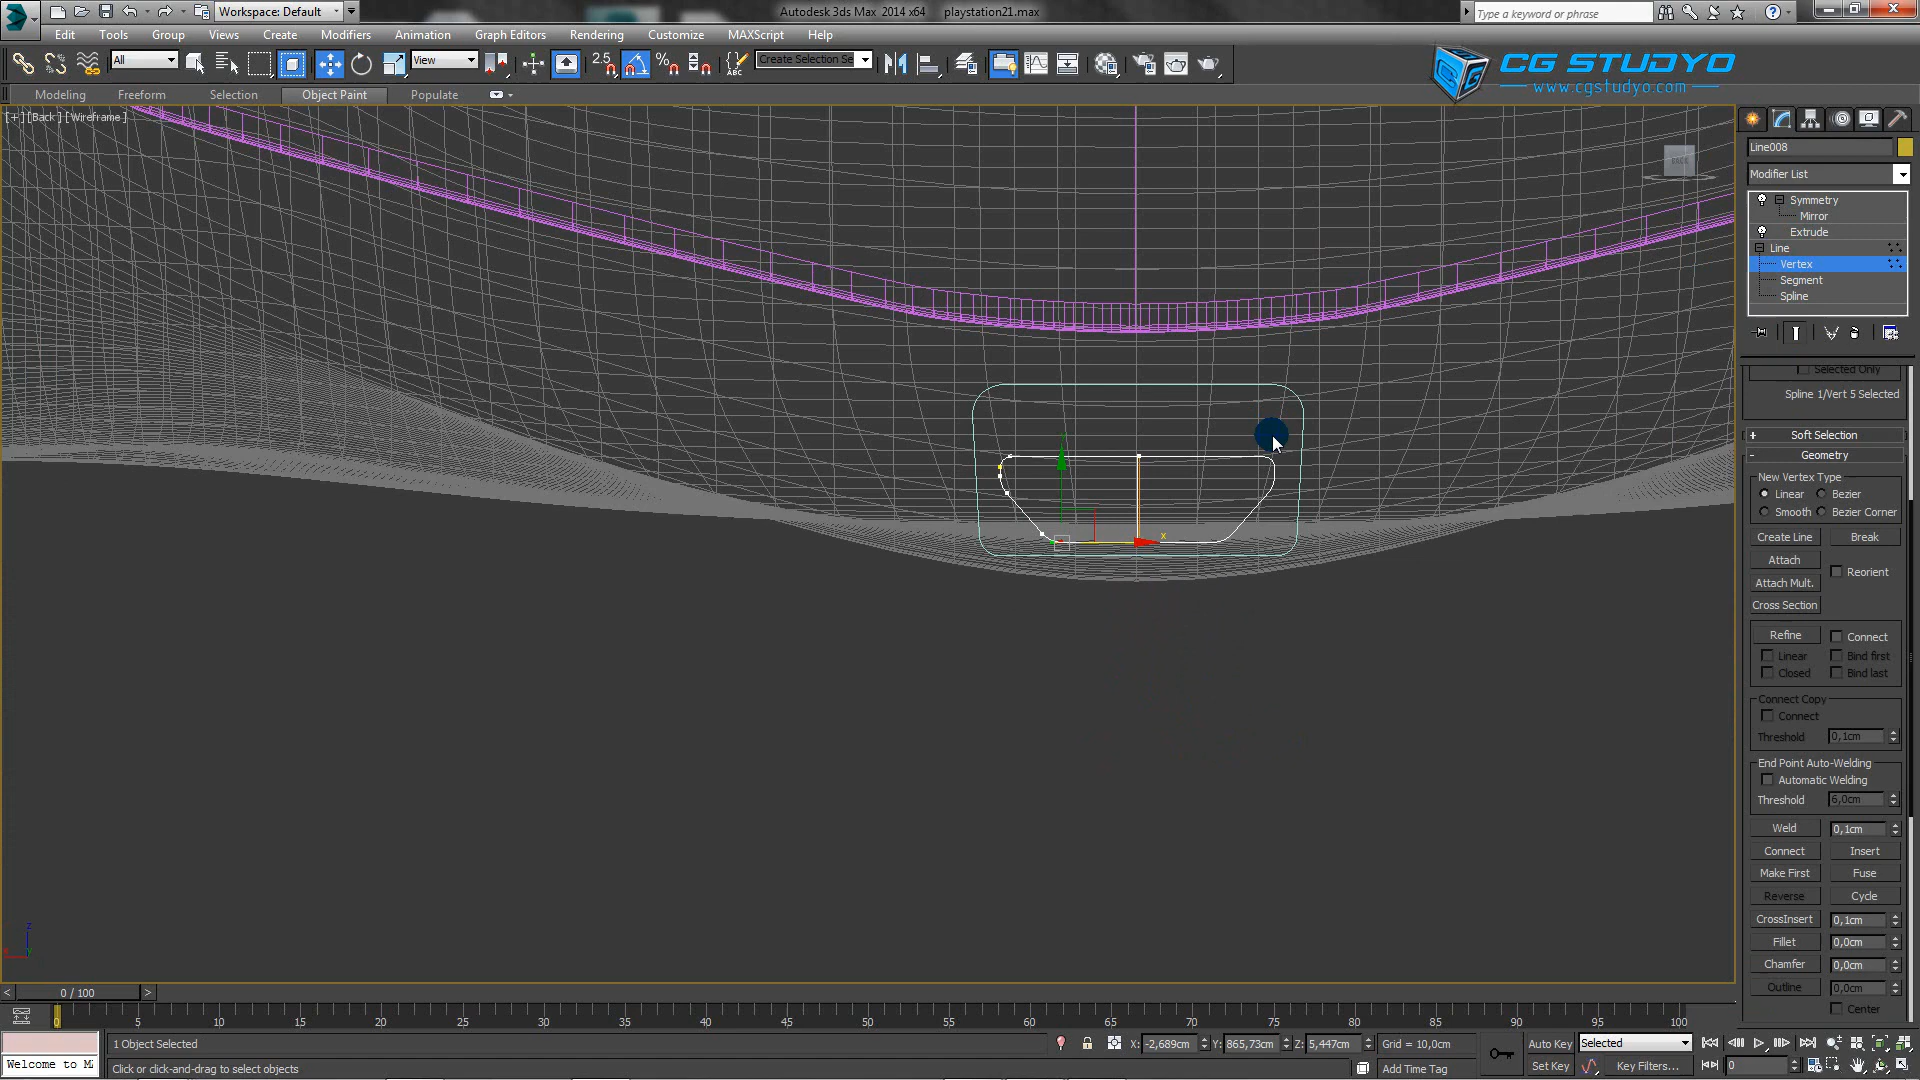 Workspace: Default
Autodesk 3ds Max 2014 x64 playstation21.max
Type a keyword or phrase
Edit Tools Group Views Create Modifiers Animation Graph Editors Rendering Customize MAXScript Help
All
View
2.5
Create Selection Se
CG STUDYO
www.cgstudyo.com
Modeling Freeform Selection Object Paint Populate
[+] [Back] [Wireframe]
BACK
Line008
Modifier List
Symmetry
Mirror
Extrude
Line
Vertex
Segment
Spline
Selected Only
Spline 1/Vert 5 Selected
+ Soft Selection
- Geometry
New Vertex Type
Linear Bezier
Smooth Bezier Corner
Create Line Break
Attach
Reorient
Attach Mult.
Cross Section
Refine Connect
Linear Bind first
Closed Bind last
Connect Copy
Connect
Threshold 0,1cm
End Point Auto-Welding
Automatic Welding
Threshold 6,0cm
Weld 0,1cm
Connect Insert
Make First Fuse
Reverse Cycle
CrossInsert 0,1cm
Fillet 0,0cm
Chamfer 0,0cm
Outline 0,0cm
Center
x
z
< 0 / 100 >
0 5 10 15 20 25 30 35 40 45 50 55 60 65 70 75 80 85 90 95 100
1 Object Selected
X: -2,689cm Y: 865,73cm Z: 5,447cm Grid = 10,0cm
Auto Key Selected
Welcome to M
Click or click-and-drag to select objects
Add Time Tag
Set Key Key Filters...
0